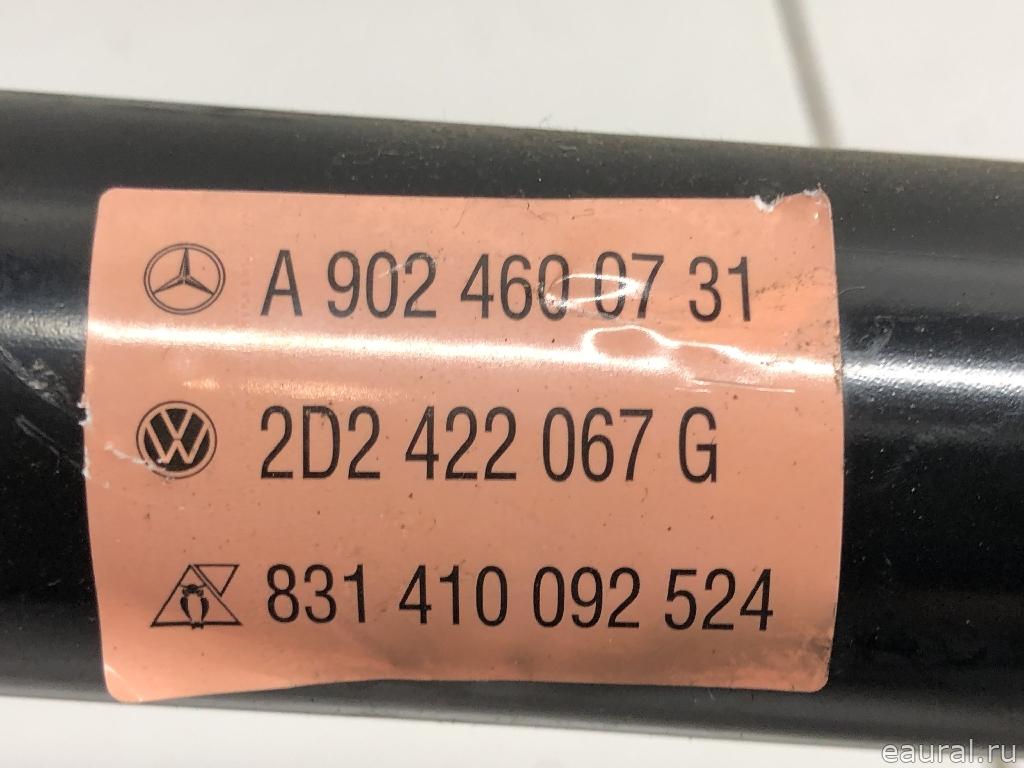 A 902 460 07 31
2D2 422 067 G
831 410 092 524
eaural.ru